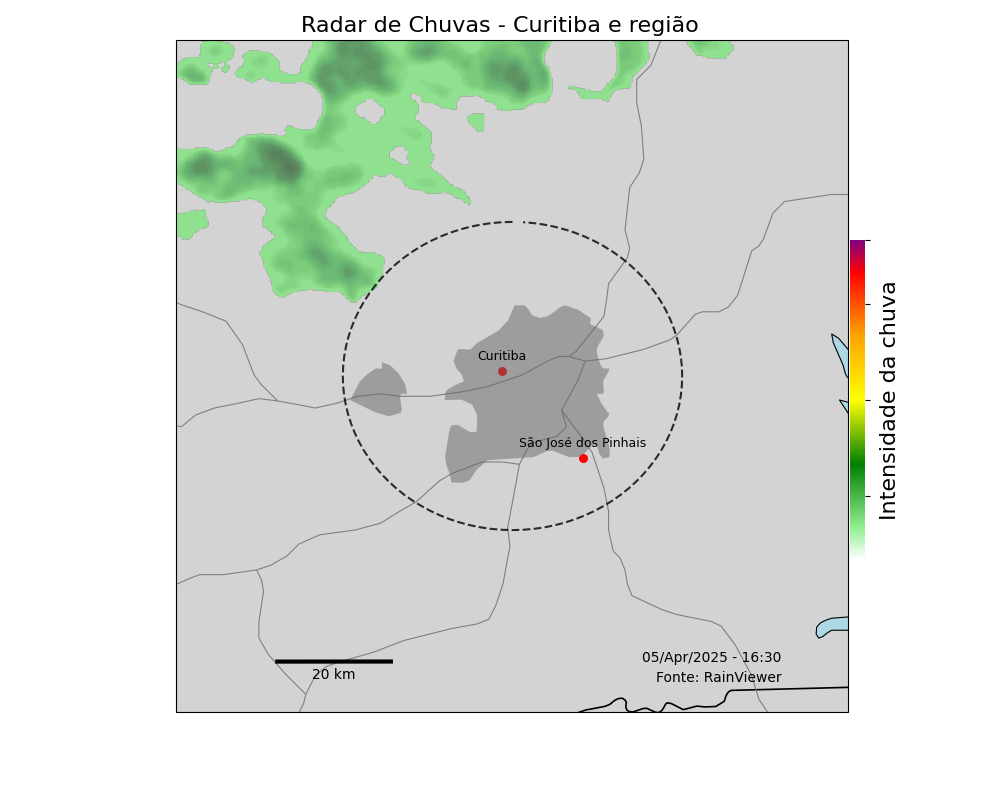 Radar de Chuvas - Curitiba e região
Curitiba
São José dos Pinhais
Intensidade da chuva
20 km
05/Apr/2025 - 16:30
Fonte: RainViewer